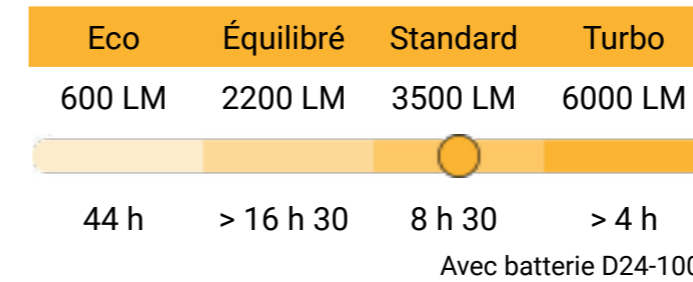 Eco Équilibré Standard Turbo
600 LM 2200 LM 3500 LM 6000 LM
44 h > 16 h 30 8 h 30 > 4 h
Avec batterie D24-100